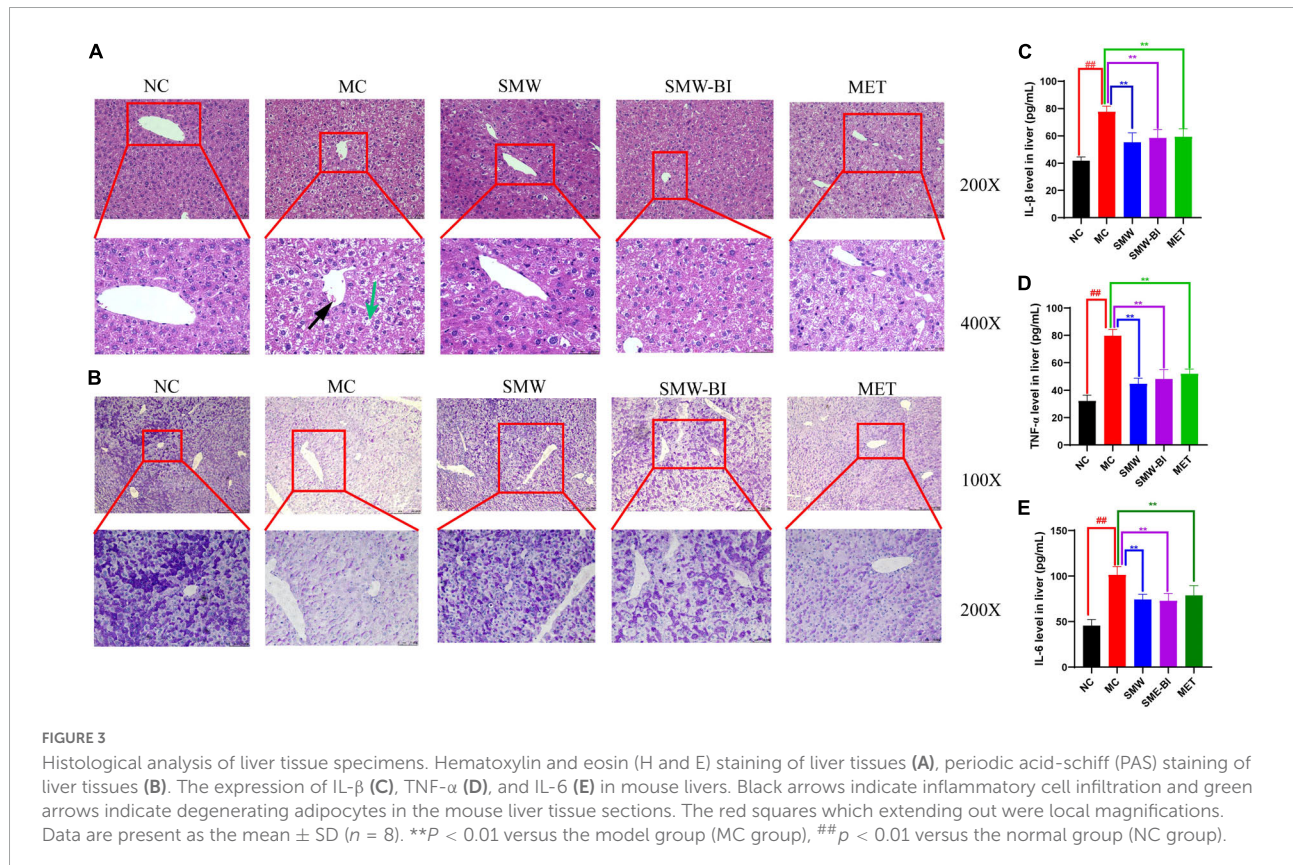 A
NC MC SMW SMW-BI MET
200X
400X
B
NC MC SMW SMW-BI MET
100X
200X
C
IL-β level in liver (pg/mL)
100
80
60
40
20
0
## ** ** **
NC MC SMW SMW-BI MET
D
TNF-α level in liver (pg/mL)
100
80
60
40
20
0
## ** ** **
NC MC SMW SMW-BI MET
E
IL-6 level in liver (pg/mL)
150
100
50
0
## ** ** **
NC MC SMW SME-BI MET
FIGURE 3
Histological analysis of liver tissue specimens. Hematoxylin and eosin (H and E) staining of liver tissues (A), periodic acid-schiff (PAS) staining of
liver tissues (B). The expression of IL-β (C), TNF-α (D), and IL-6 (E) in mouse livers. Black arrows indicate inflammatory cell infiltration and green
arrows indicate degenerating adipocytes in the mouse liver tissue sections. The red squares which extending out were local magnifications.
Data are present as the mean ± SD (n = 8). **P < 0.01 versus the model group (MC group), ##p < 0.01 versus the normal group (NC group).